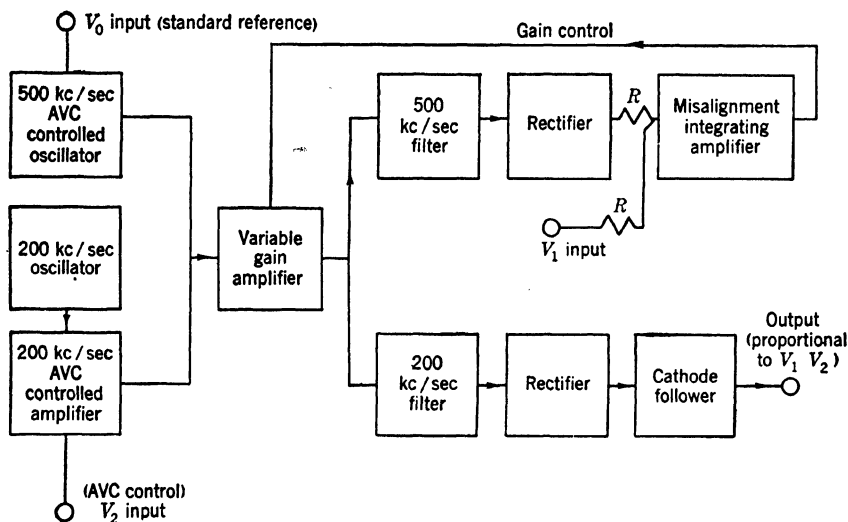 V₀ input (standard reference)
Gain control
500 kc/sec
AVC
controlled
oscillator
500
kc/sec
filter
Rectifier
R
Misalignment
integrating
amplifier
200 kc/sec
oscillator
Variable
gain
amplifier
R
V₁ input
200 kc/sec
AVC
controlled
amplifier
200
kc/sec
filter
Rectifier
Cathode
follower
Output
(proportional
to V₁ V₂)
(AVC control)
V₂ input